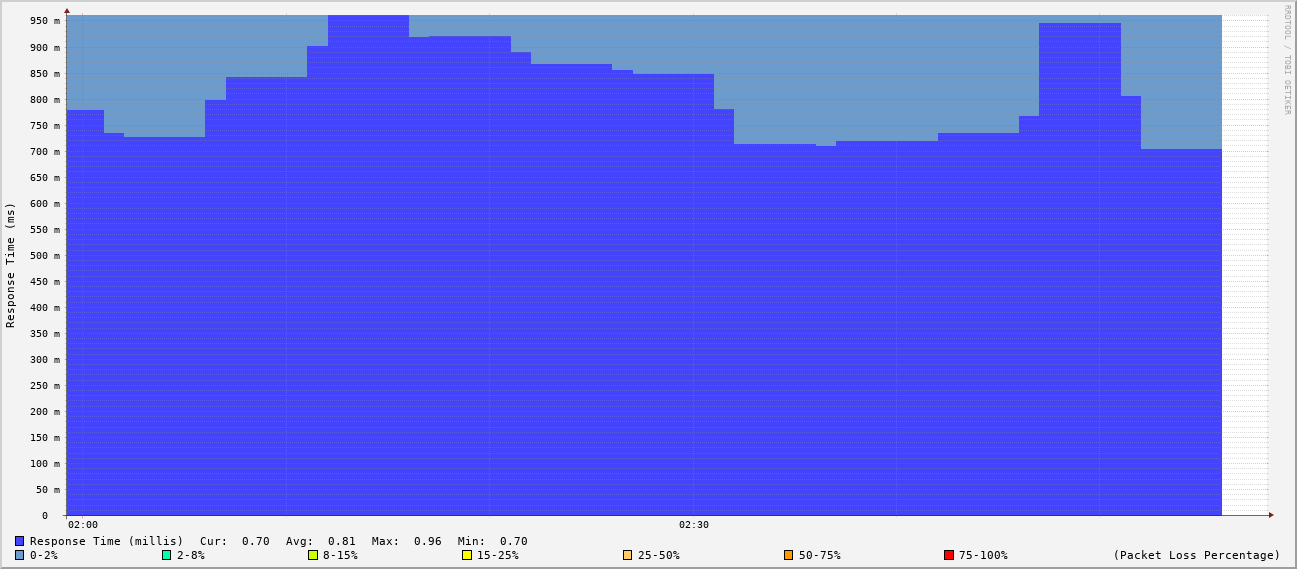 RRDTOOL / TOBI OETIKER
Response Time (ms)
950 m
900 m
850 m
800 m
750 m
700 m
650 m
600 m
550 m
500 m
450 m
400 m
350 m
300 m
250 m
200 m
150 m
100 m
50 m
0
02:00 02:30
Response Time (millis) Cur: 0.70 Avg: 0.81 Max: 0.96 Min: 0.70
0-2% 2-8% 8-15% 15-25% 25-50% 50-75% 75-100% (Packet Loss Percentage)